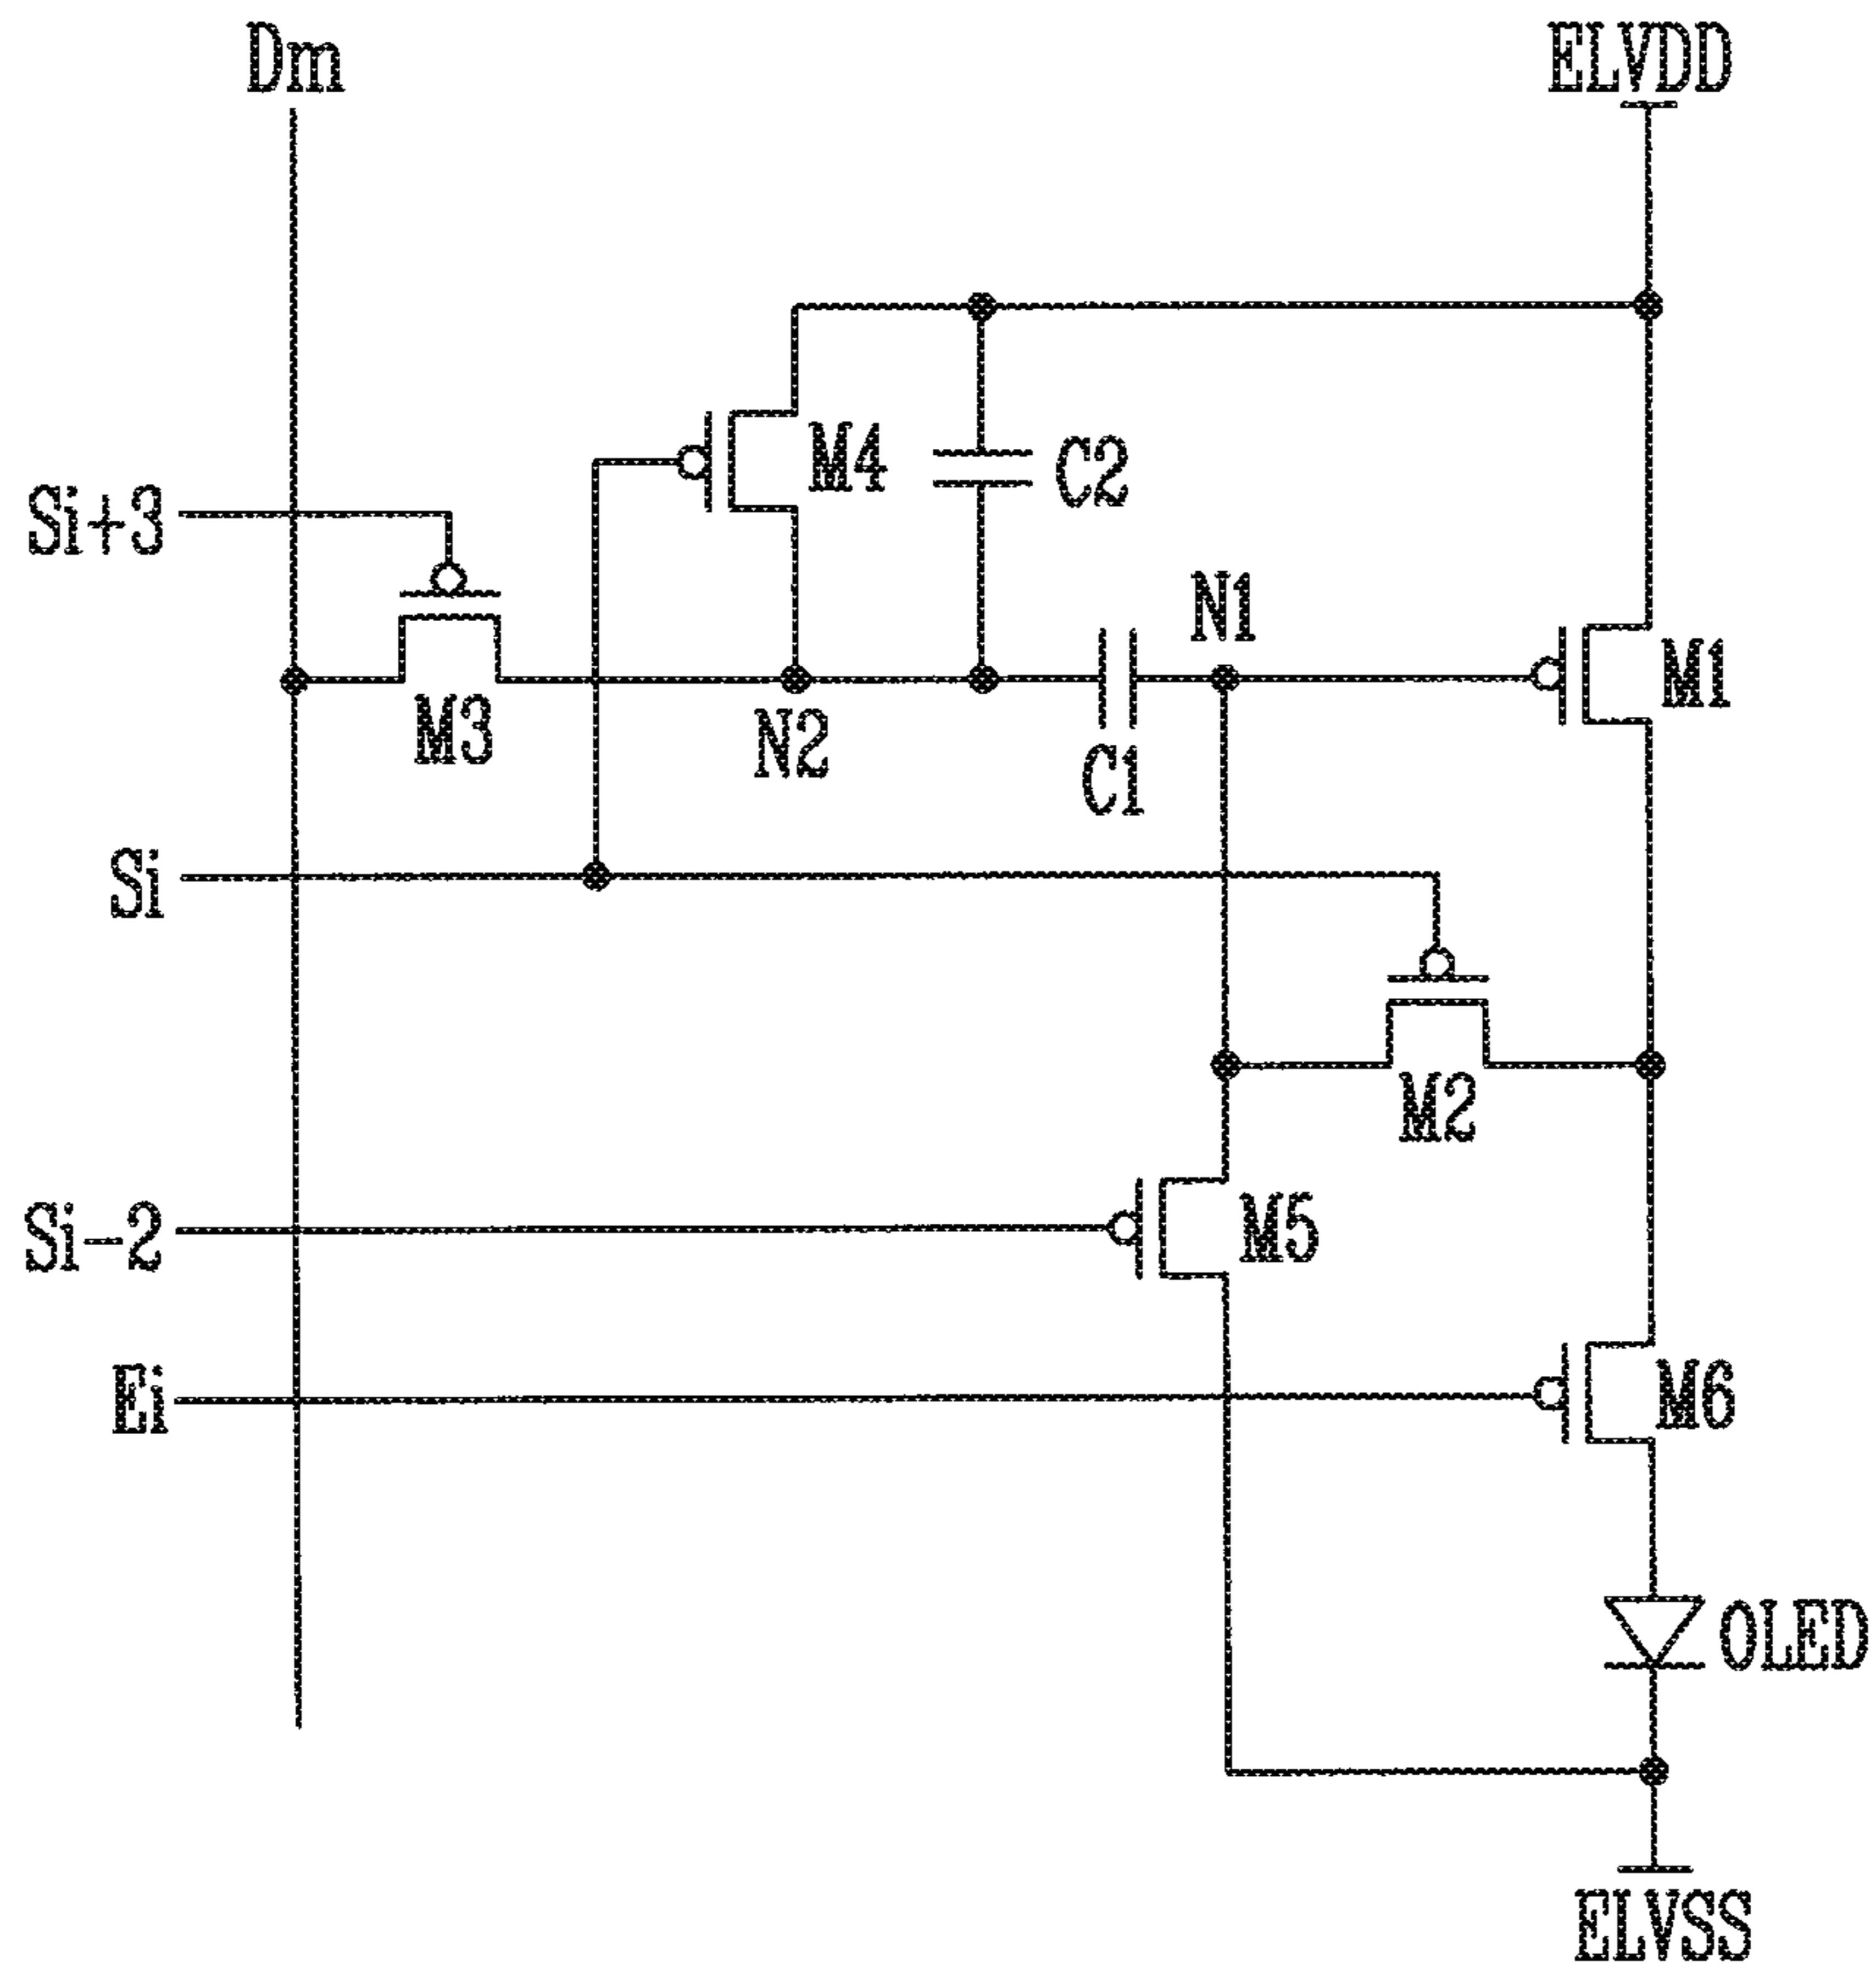 Dm
ELVDD
M4
C2
Si+3
N1
M1
M3
N2
C1
Si
M2
Si-2
M5
Ei
M6
OLED
ELVSS